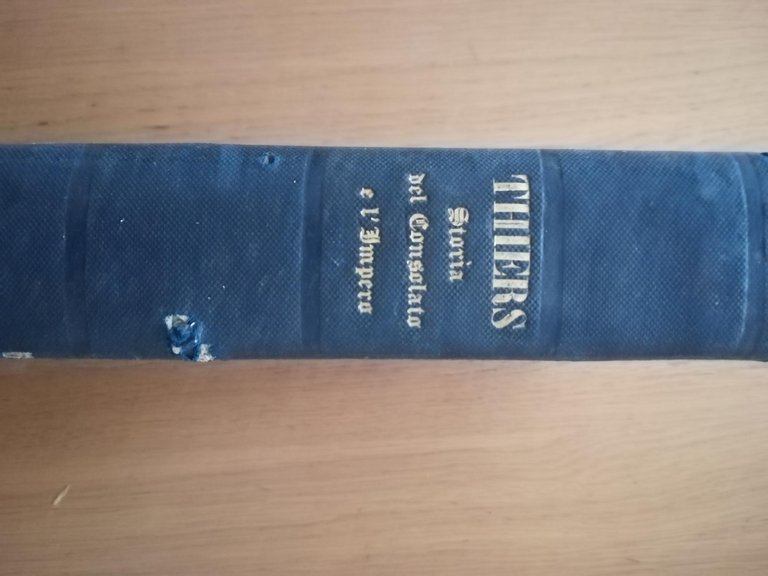 THIERS
Storia
del Consolato
e l'Impero